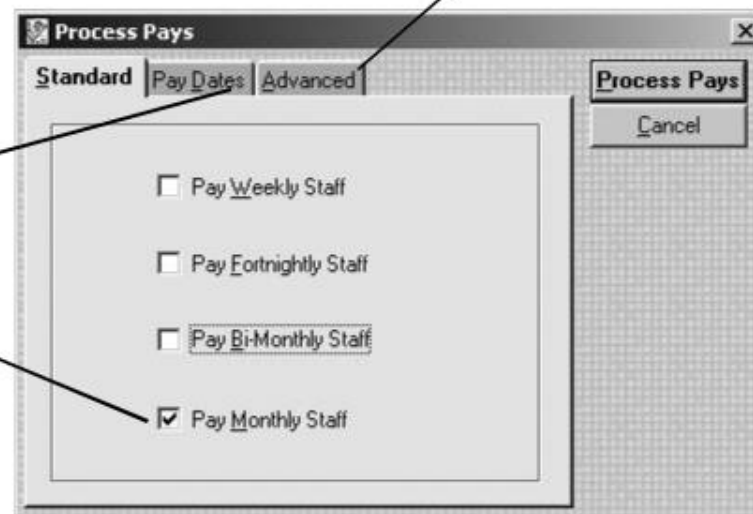 Process Pays
Standard Pay Dates Advanced
Process Pays
Cancel
Pay Weekly Staff
Pay Fortnightly Staff
Pay Bi-Monthly Staff
Pay Monthly Staff